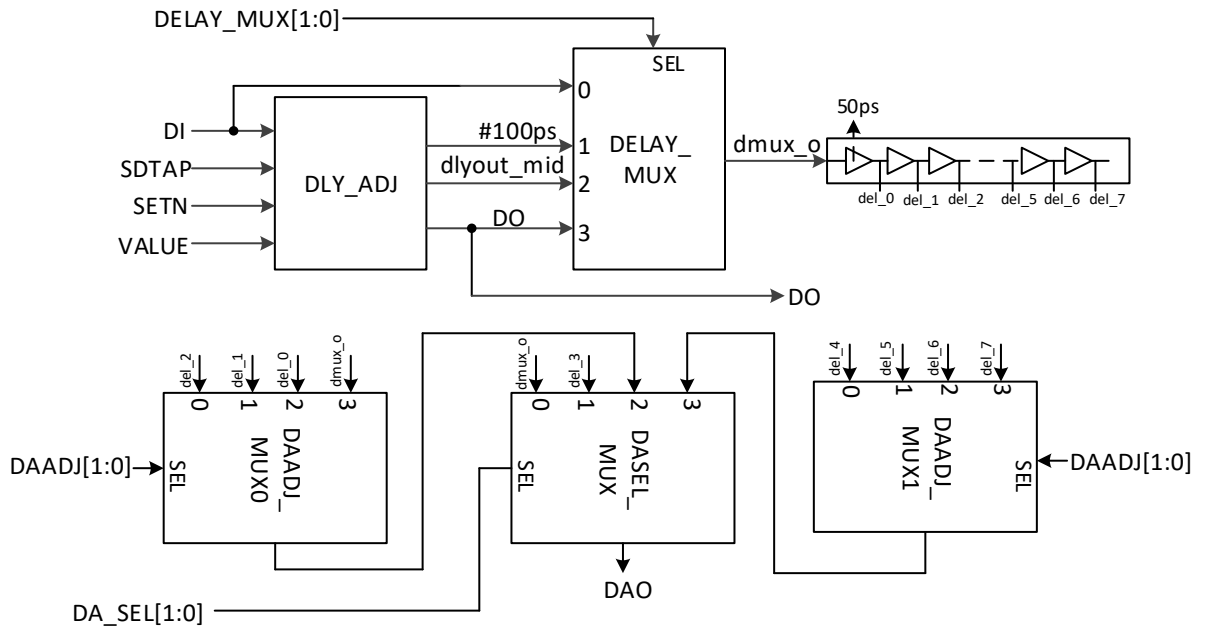 DELAY_MUX[1:0]
SEL
0
50ps
DI
#100ps
1
DELAY_
MUX
dmux_o
SDTAP
DLY_ADJ
dlyout_mid
2
del_0
del_1
del_2
del_5
del_6
del_7
SETN
DO
3
VALUE
DO
del_2
del_1
del_0
dmux_o
dmux_o
del_3
del_4
del_5
del_6
del_7
0
1
2
3
0
1
2
3
0
1
2
3
DAADJ[1:0]
SEL
DAADJ_
MUX0
SEL
DASEL_
MUX
DAADJ_
MUX1
SEL
DAADJ[1:0]
DAO
DA_SEL[1:0]